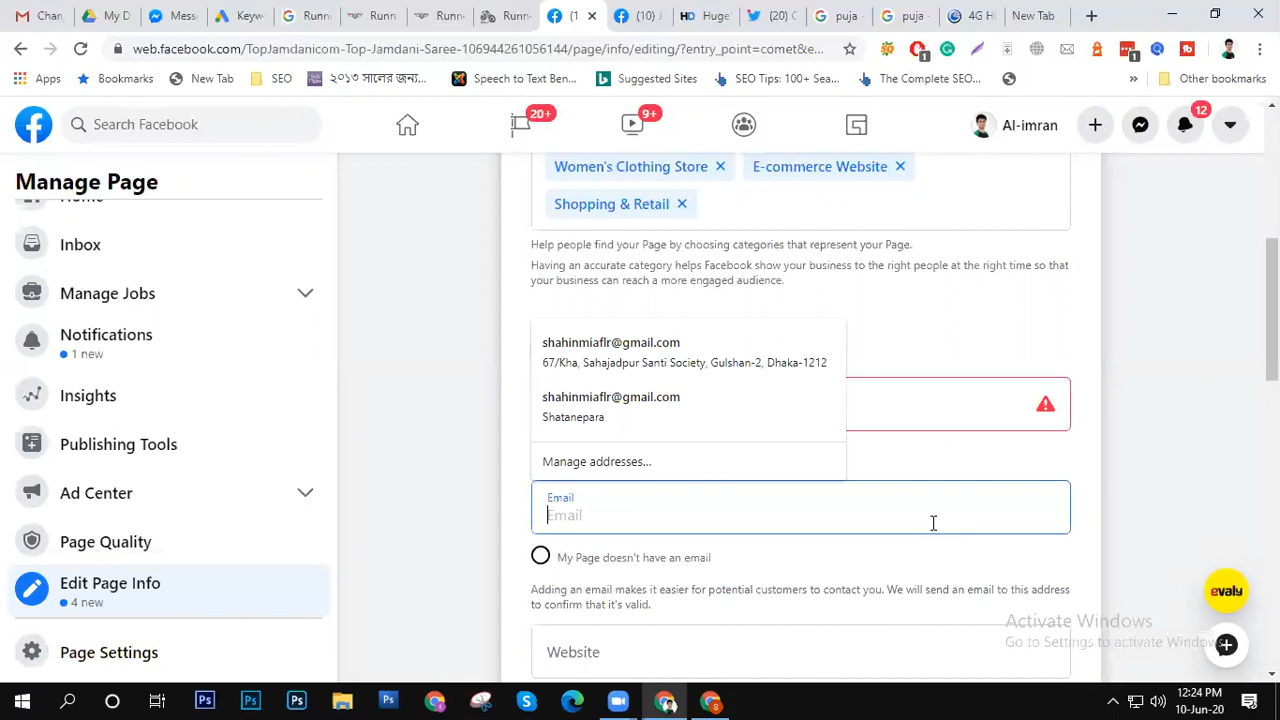 Chan
My D
Mess
Keyw
Runn
Runn
Runn
Runn
(1
(10) J
HD Huge
(20) C
puja
puja
4G H
New Tab
web.facebook.com/TopJamdanicom-Top-Jamdani-Saree-106944261056144/page/info/editing/?entry_point=comet&e...
Apps
Bookmarks
New Tab
SEO
২০১৩ সালের জন্য...
Speech to Text Ben...
Suggested Sites
SEO Tips: 100+ Sea...
The Complete SEO...
»
Other bookmarks
Search Facebook
20+
9+
Al-imran
12
Manage Page
Home
Inbox
Manage Jobs
Notifications
1 new
Insights
Publishing Tools
Ad Center
Page Quality
Edit Page Info
4 new
Page Settings
Women's Clothing Store
E-commerce Website
Shopping & Retail
Help people find your Page by choosing categories that represent your Page.
Having an accurate category helps Facebook show your business to the right people at the right time so that
your business can reach a more engaged audience.
shahinmiaflr@gmail.com
67/Kha, Sahajadpur Santi Society, Gulshan-2, Dhaka-1212
shahinmiaflr@gmail.com
Shatanepara
Manage addresses...
Email
Email
My Page doesn't have an email
Adding an email makes it easier for potential customers to contact you. We will send an email to this address
to confirm that it's valid.
Website
evaly
Activate Windows
Go to Settings to activate Windows.
12:24 PM
10-Jun-20